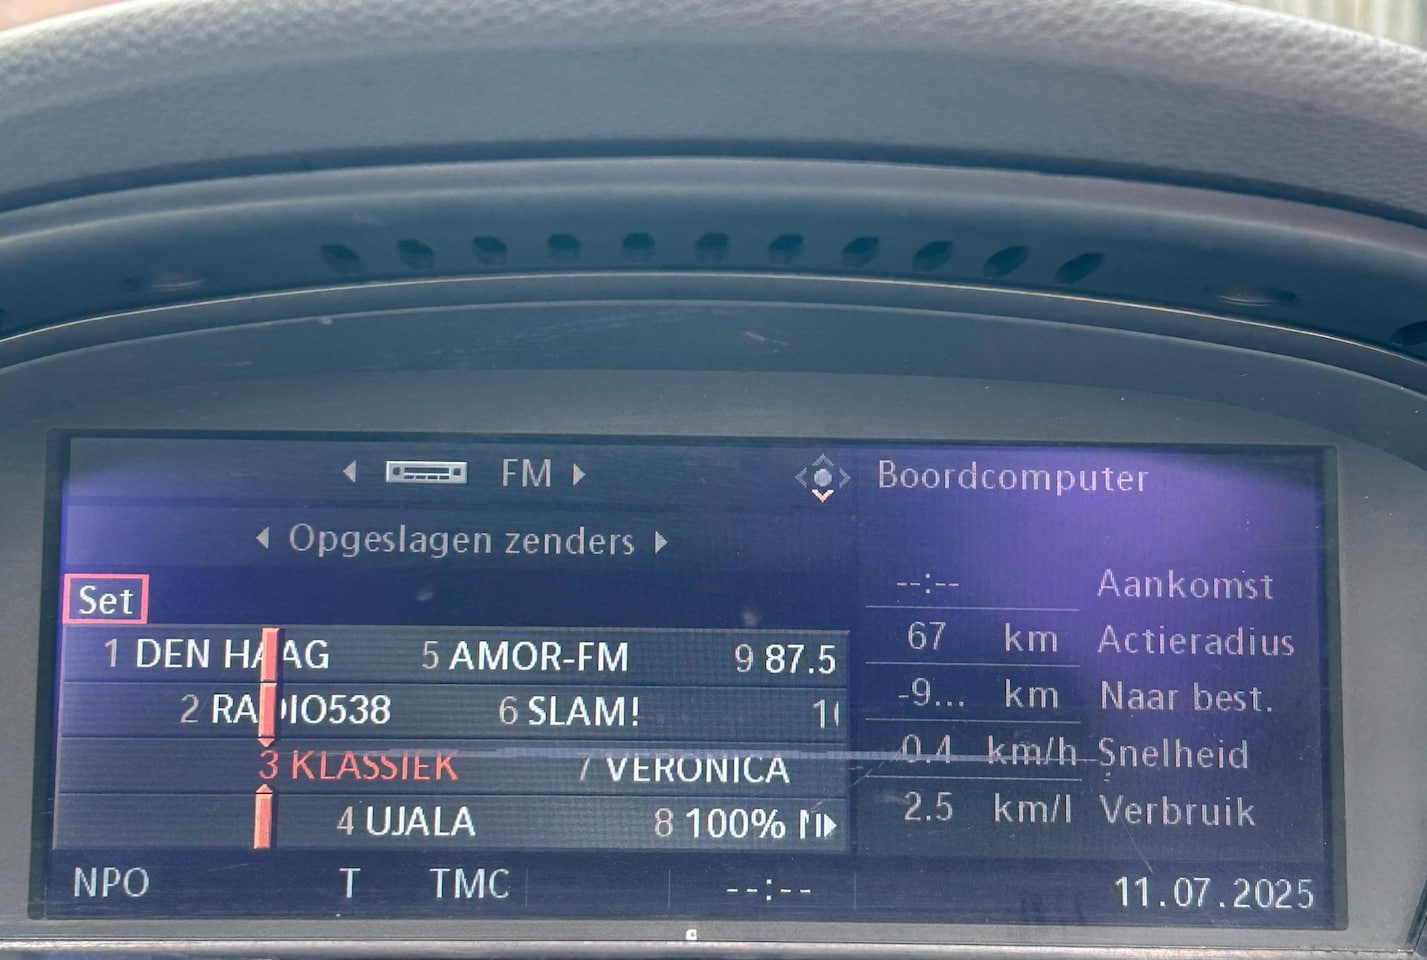 FM
Opgeslagen zenders
Set
1 DEN HAAG 5 AMOR-FM 9 87.5
2 RADIO538 6 SLAM!
3 KLASSIEK 7 VERONICA
4 UJALA 8 100%
NPO T TMC --:--
Boordcomputer
--:-- Aankomst
67 km Actieradius
-9... km Naar best.
0.4 km/h Snelheid
2.5 km/l Verbruik
11.07.2025